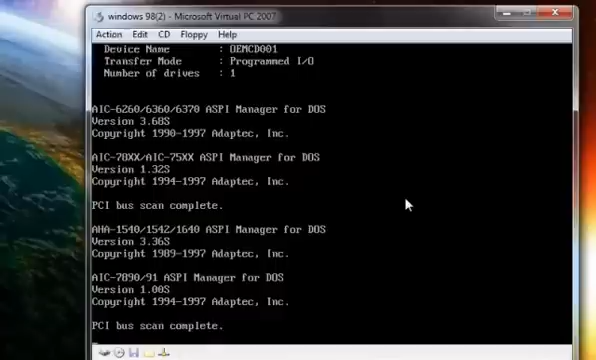 windows 98(2) - Microsoft Virtual PC 2007
Action Edit CD Floppy Help
Device Name : OEMCD001
Transfer Mode : Programmed I/O
Number of drives : 1
AIC-6260/6360/6370 ASPI Manager for DOS
Version 3.68S
Copyright 1990-1997 Adaptec, Inc.
AIC-78XX/AIC-75XX ASPI Manager for DOS
Version 1.32S
Copyright 1994-1997 Adaptec, Inc.
PCI bus scan complete.
AHA-1540/1542/1640 ASPI Manager for DOS
Version 3.36S
Copyright 1989-1997 Adaptec, Inc.
AIC-7890/91 ASPI Manager for DOS
Version 1.00S
Copyright 1994-1997 Adaptec, Inc.
PCI bus scan complete.